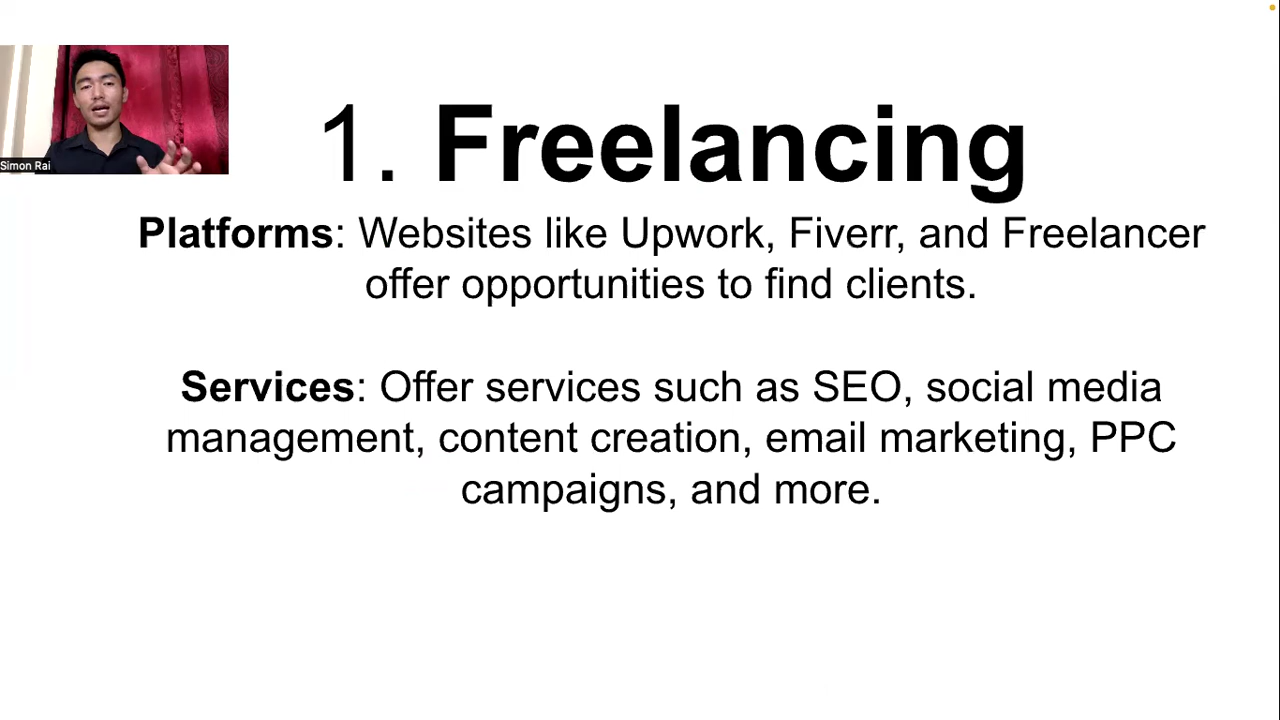 Simon Rai
1. Freelancing
Platforms: Websites like Upwork, Fiverr, and Freelancer
offer opportunities to find clients.
Services: Offer services such as SEO, social media
management, content creation, email marketing, PPC
campaigns, and more.